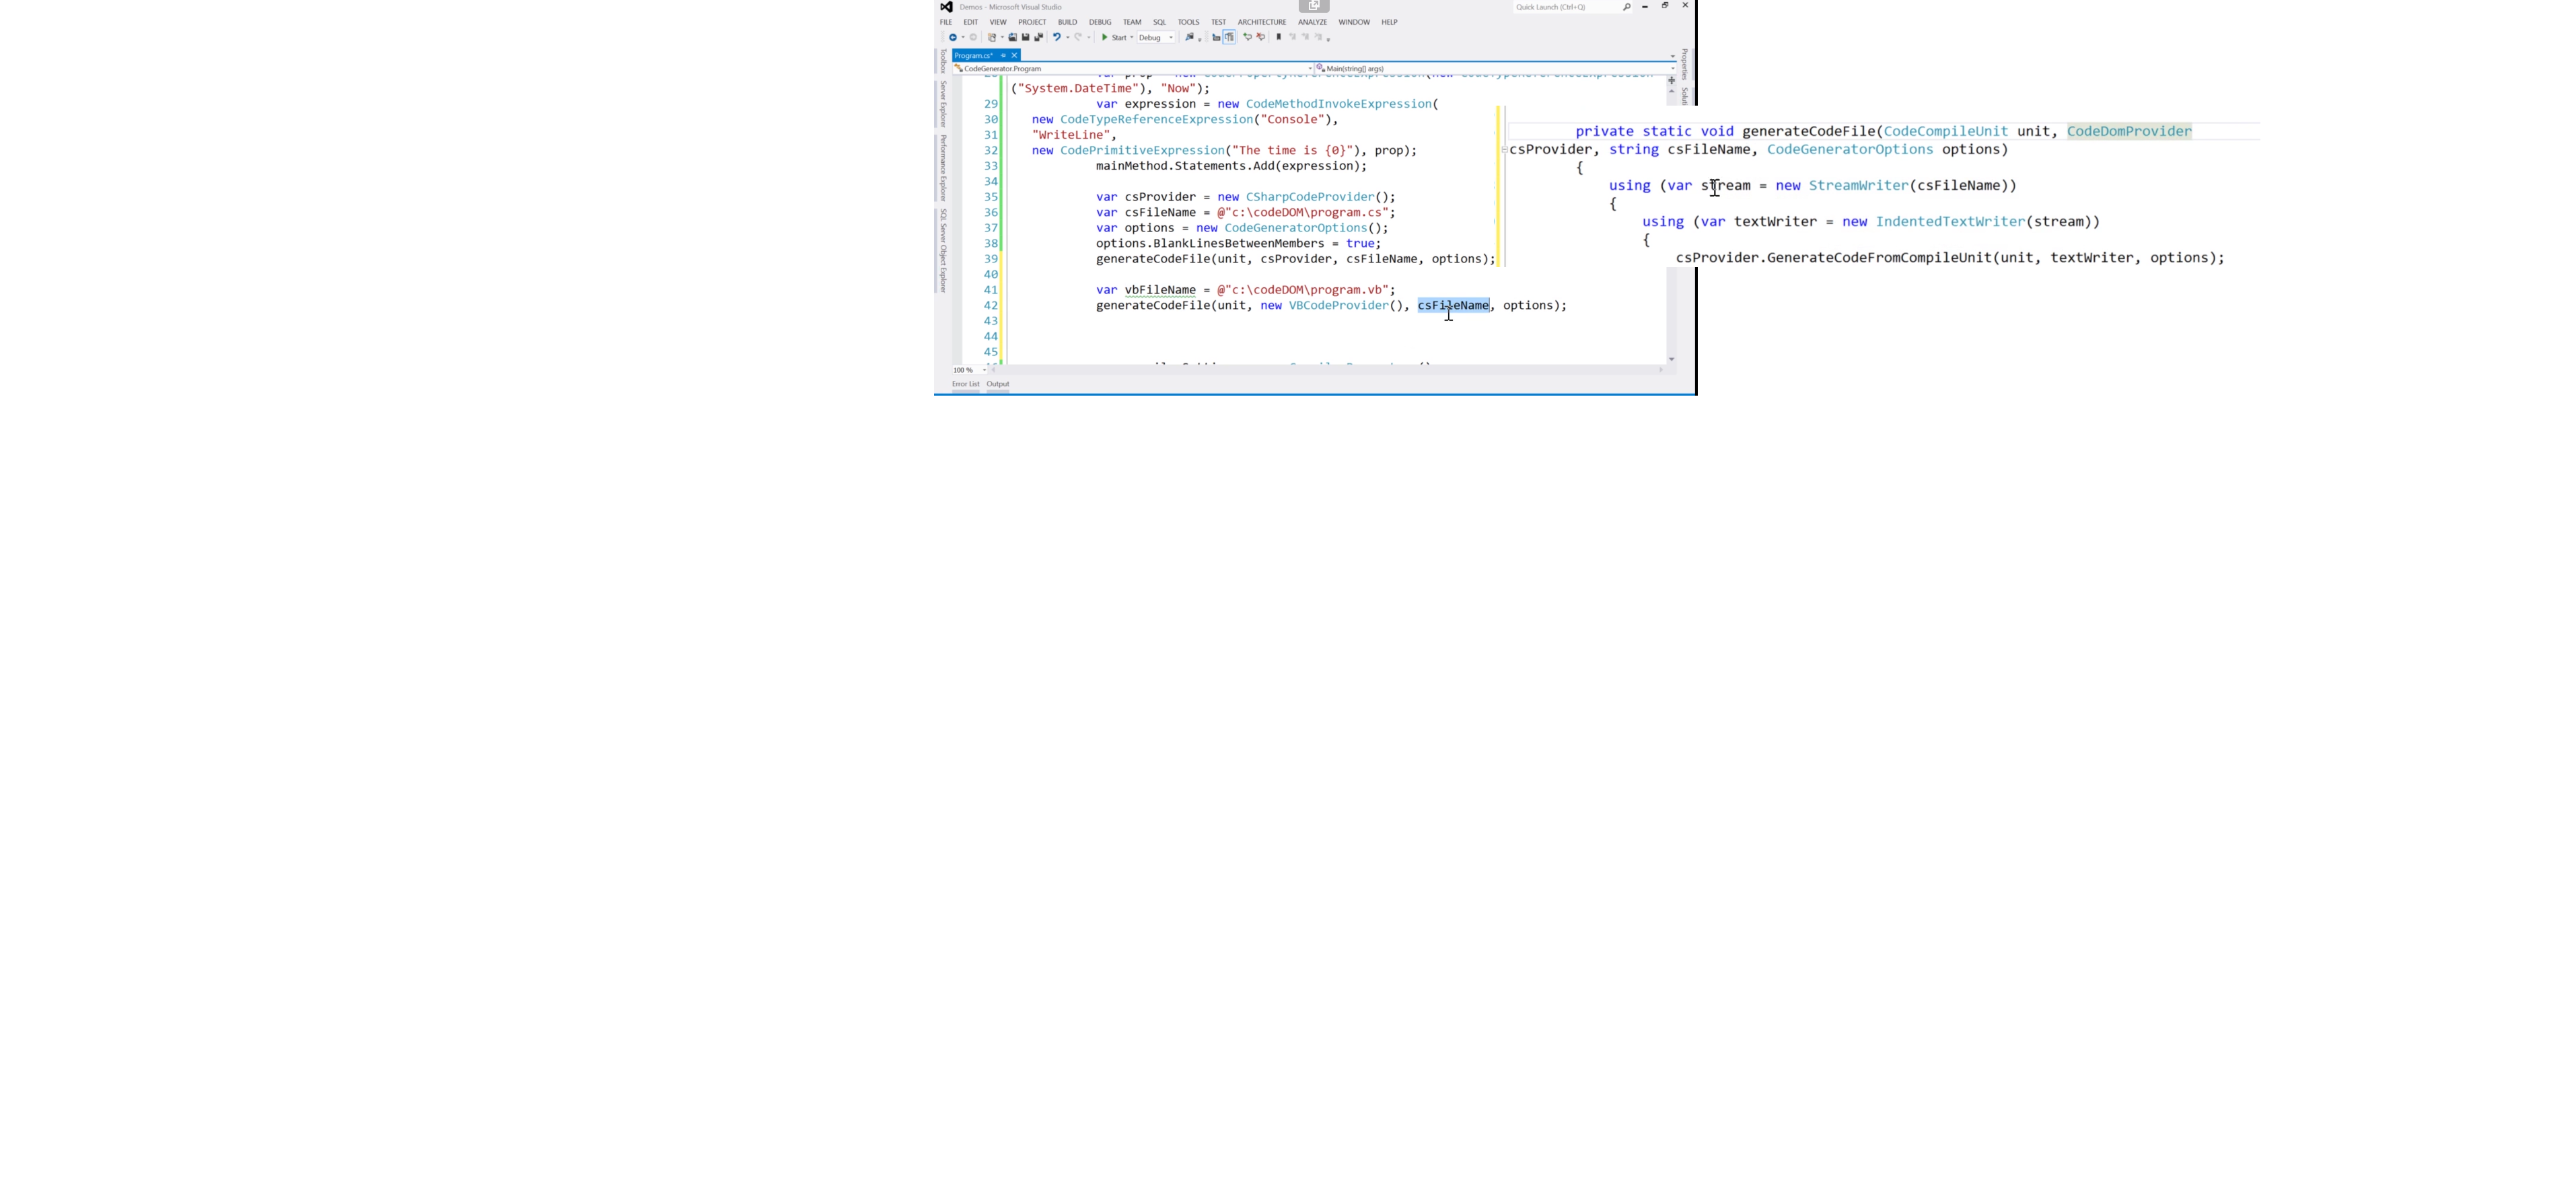 Demos - Microsoft Visual Studio
Quick Launch (Ctrl+Q)
FILE EDIT VIEW PROJECT BUILD DEBUG TEAM SQL TOOLS TEST ARCHITECTURE ANALYZE WINDOW HELP
Start Debug
Program.cs*
CodeGenerator.Program
Main(string[] args)
Toolbox
Server Explorer
Performance Explorer
SQL Server Object Explorer
Properties
("System.DateTime"), "Now");
29 var expression = new CodeMethodInvokeExpression(
30 new CodeTypeReferenceExpression("Console"),
31 "WriteLine",
32 new CodePrimitiveExpression("The time is {0}"), prop);
33 mainMethod.Statements.Add(expression);
34
35 var csProvider = new CSharpCodeProvider();
36 var csFileName = @"c:\codeDOM\program.cs";
37 var options = new CodeGeneratorOptions();
38 options.BlankLinesBetweenMembers = true;
39 generateCodeFile(unit, csProvider, csFileName, options);
40
41 var vbFileName = @"c:\codeDOM\program.vb";
42 generateCodeFile(unit, new VBCodeProvider(), csFileName, options);
43
44
45
100 %
Error List Output
private static void generateCodeFile(CodeCompileUnit unit, CodeDomProvider
csProvider, string csFileName, CodeGeneratorOptions options)
{
using (var stream = new StreamWriter(csFileName))
{
using (var textWriter = new IndentedTextWriter(stream))
{
csProvider.GenerateCodeFromCompileUnit(unit, textWriter, options);